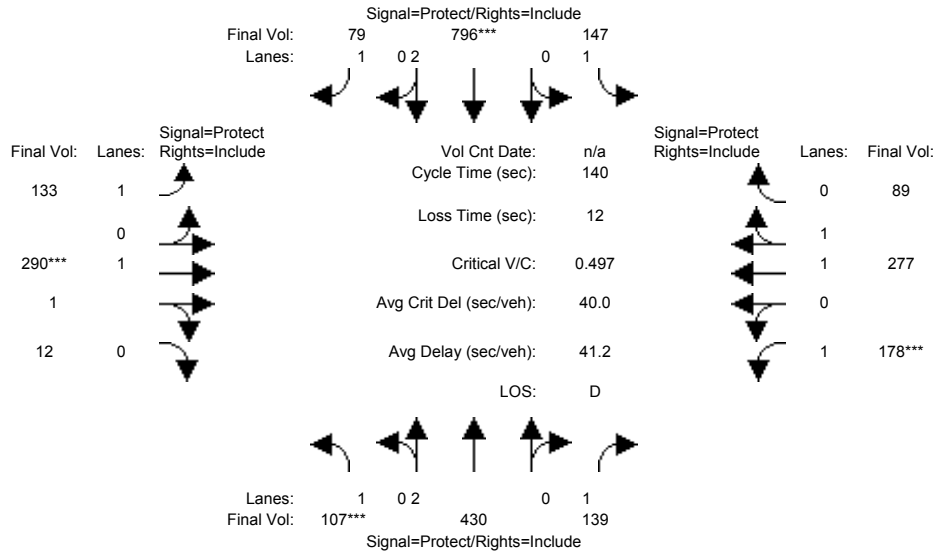 Signal=Protect/Rights=Include
Final Vol: 79 796*** 147
Lanes: 1 0 2 0 1
Signal=Protect
Final Vol: Lanes: Rights=Include
Vol Cnt Date: n/a
Signal=Protect
Rights=Include Lanes: Final Vol:
Cycle Time (sec): 140
133 1
0 89
Loss Time (sec): 12
0
1
290*** 1
Critical V/C: 0.497
1 277
1
Avg Crit Del (sec/veh): 40.0
0
12 0
Avg Delay (sec/veh): 41.2
1 178***
LOS: D
Lanes: 1 0 2 0 1
Final Vol: 107*** 430 139
Signal=Protect/Rights=Include